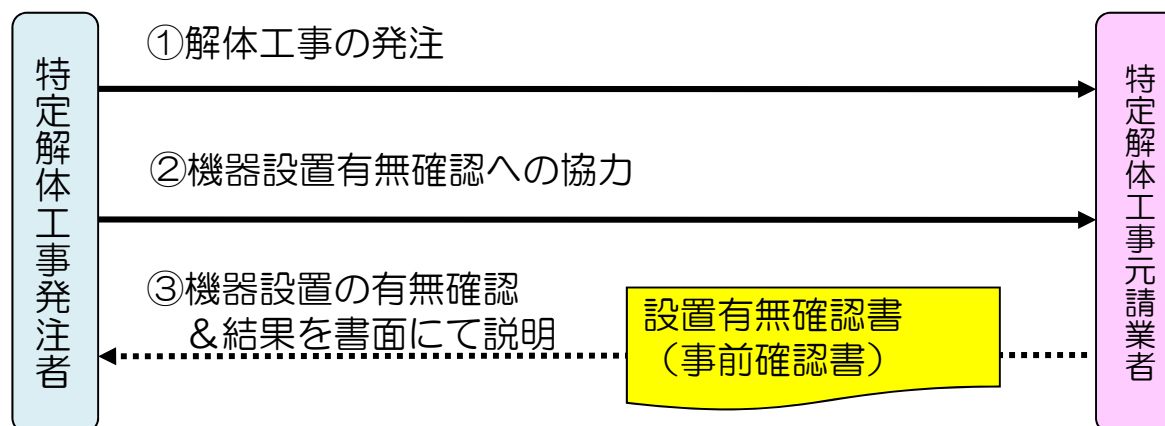 特定解体工事発注者
①解体工事の発注
②機器設置有無確認への協力
③機器設置の有無確認
＆結果を書面にて説明
設置有無確認書
（事前確認書）
特定解体工事元請業者